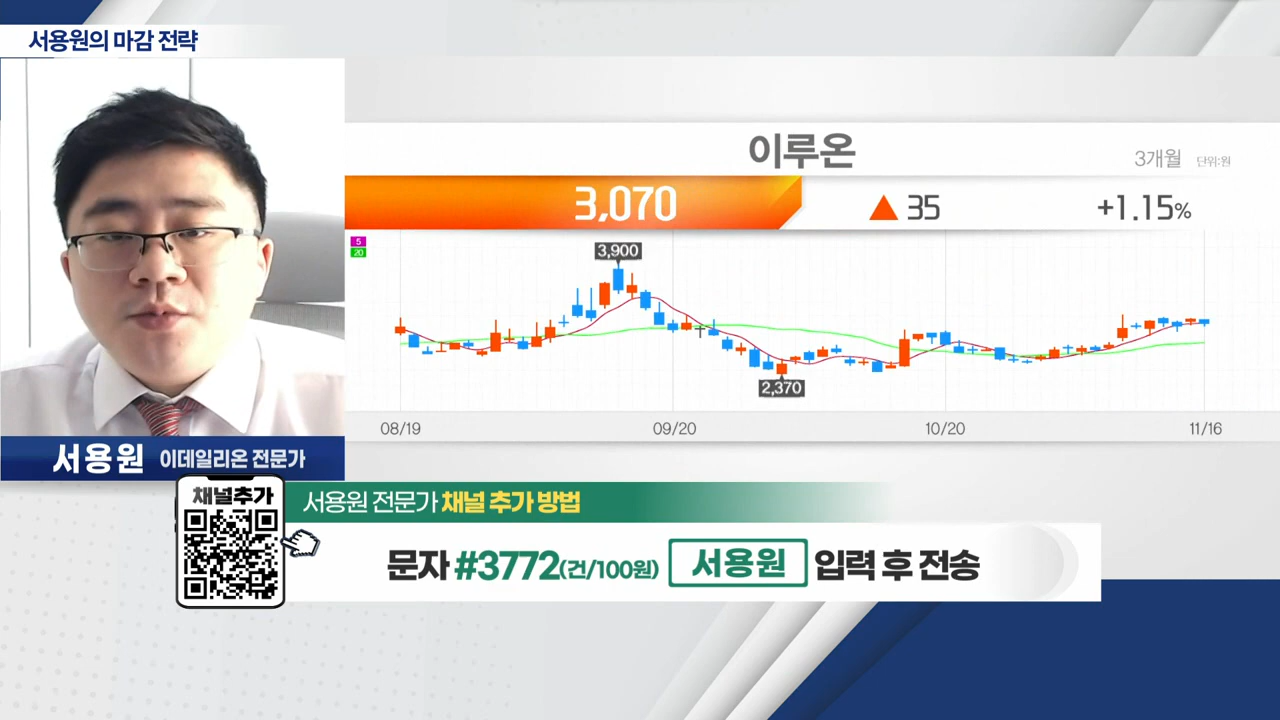 서용원의 마감 전략
이루온
3개월 단위:원
3,070 ▲ 35 +1.15%
5
20
3,900
2,370
08/19 09/20 10/20 11/16
서용원 이데일리온 전문가
채널추가
서용원 전문가 채널 추가 방법
문자 #3772(건/100원) 서용원 입력 후 전송